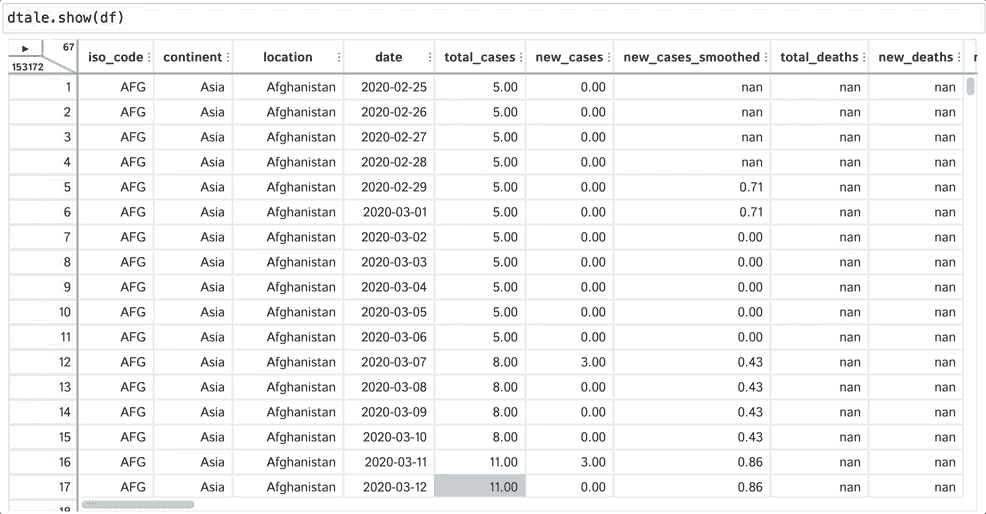 dtale.show(df)
▶ 67
153172
iso_code continent location date total_cases new_cases new_cases_smoothed total_deaths new_deaths
1 AFG Asia Afghanistan 2020-02-25 5.00 0.00 nan nan nan
2 AFG Asia Afghanistan 2020-02-26 5.00 0.00 nan nan nan
3 AFG Asia Afghanistan 2020-02-27 5.00 0.00 nan nan nan
4 AFG Asia Afghanistan 2020-02-28 5.00 0.00 nan nan nan
5 AFG Asia Afghanistan 2020-02-29 5.00 0.00 0.71 nan nan
6 AFG Asia Afghanistan 2020-03-01 5.00 0.00 0.71 nan nan
7 AFG Asia Afghanistan 2020-03-02 5.00 0.00 0.00 nan nan
8 AFG Asia Afghanistan 2020-03-03 5.00 0.00 0.00 nan nan
9 AFG Asia Afghanistan 2020-03-04 5.00 0.00 0.00 nan nan
10 AFG Asia Afghanistan 2020-03-05 5.00 0.00 0.00 nan nan
11 AFG Asia Afghanistan 2020-03-06 5.00 0.00 0.00 nan nan
12 AFG Asia Afghanistan 2020-03-07 8.00 3.00 0.43 nan nan
13 AFG Asia Afghanistan 2020-03-08 8.00 0.00 0.43 nan nan
14 AFG Asia Afghanistan 2020-03-09 8.00 0.00 0.43 nan nan
15 AFG Asia Afghanistan 2020-03-10 8.00 0.00 0.43 nan nan
16 AFG Asia Afghanistan 2020-03-11 11.00 3.00 0.86 nan nan
17 AFG Asia Afghanistan 2020-03-12 11.00 0.00 0.86 nan nan